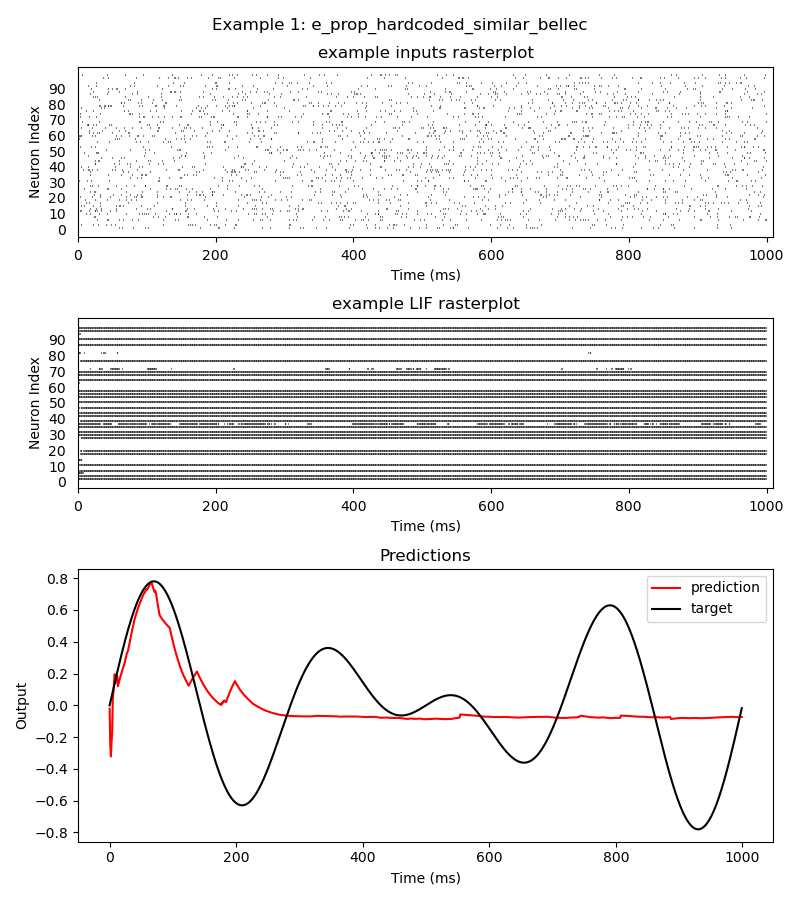 Example 1: e_prop_hardcoded_similar_bellec
example inputs rasterplot
Neuron Index
90
80
70
60
50
40
30
20
10
0
0 200 400 600 800 1000
Time (ms)
example LIF rasterplot
Neuron Index
90
80
70
60
50
40
30
20
10
0
0 200 400 600 800 1000
Time (ms)
Predictions
Output
0.8
0.6
0.4
0.2
0.0
−0.2
−0.4
−0.6
−0.8
prediction
target
0 200 400 600 800 1000
Time (ms)